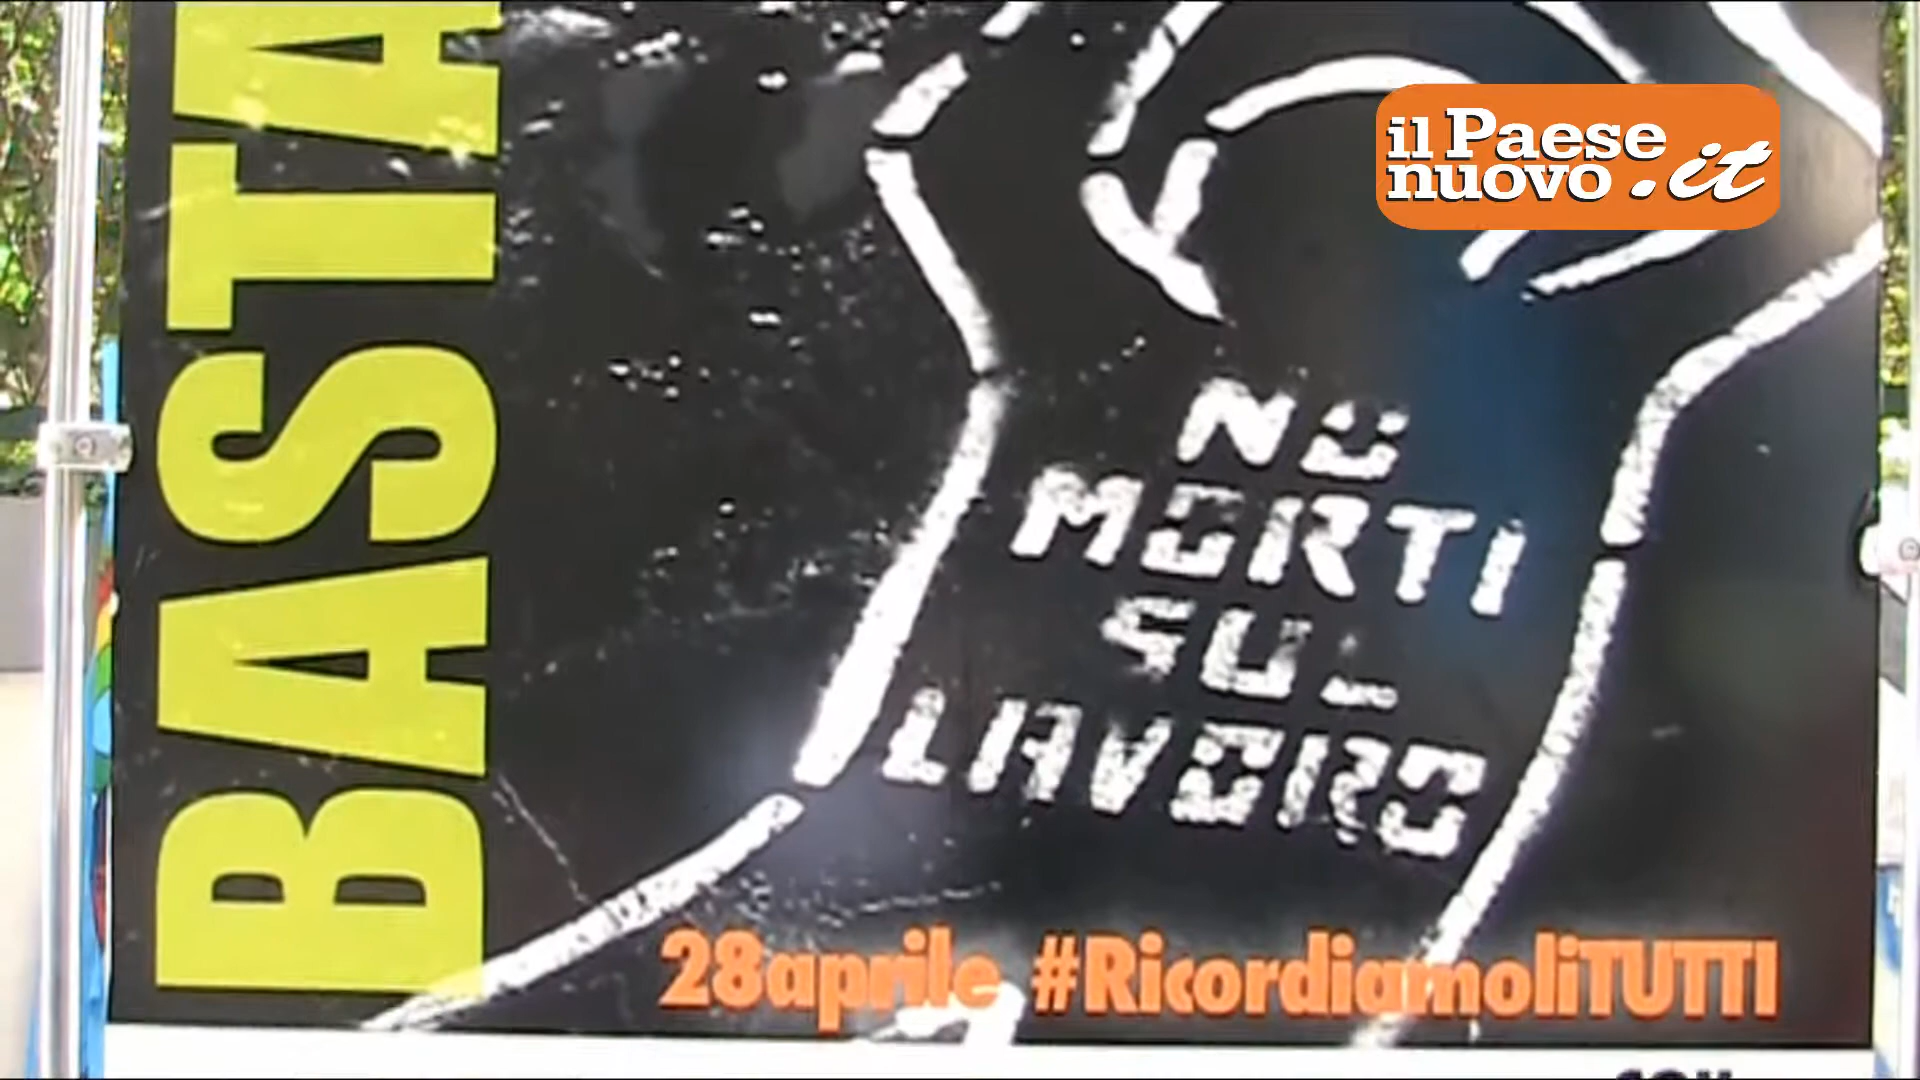 BASTA
il Paese
nuovo.it
NO
MORTI
SUL
LAVORO
28aprile #RicordiamoliTUTTI